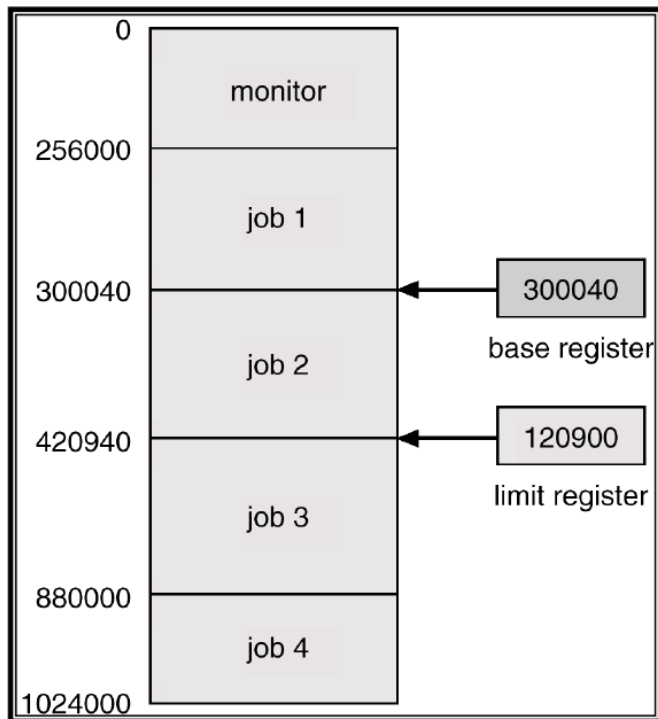 0
monitor
256000
job 1
300040
300040
base register
job 2
420940
120900
limit register
job 3
880000
job 4
1024000